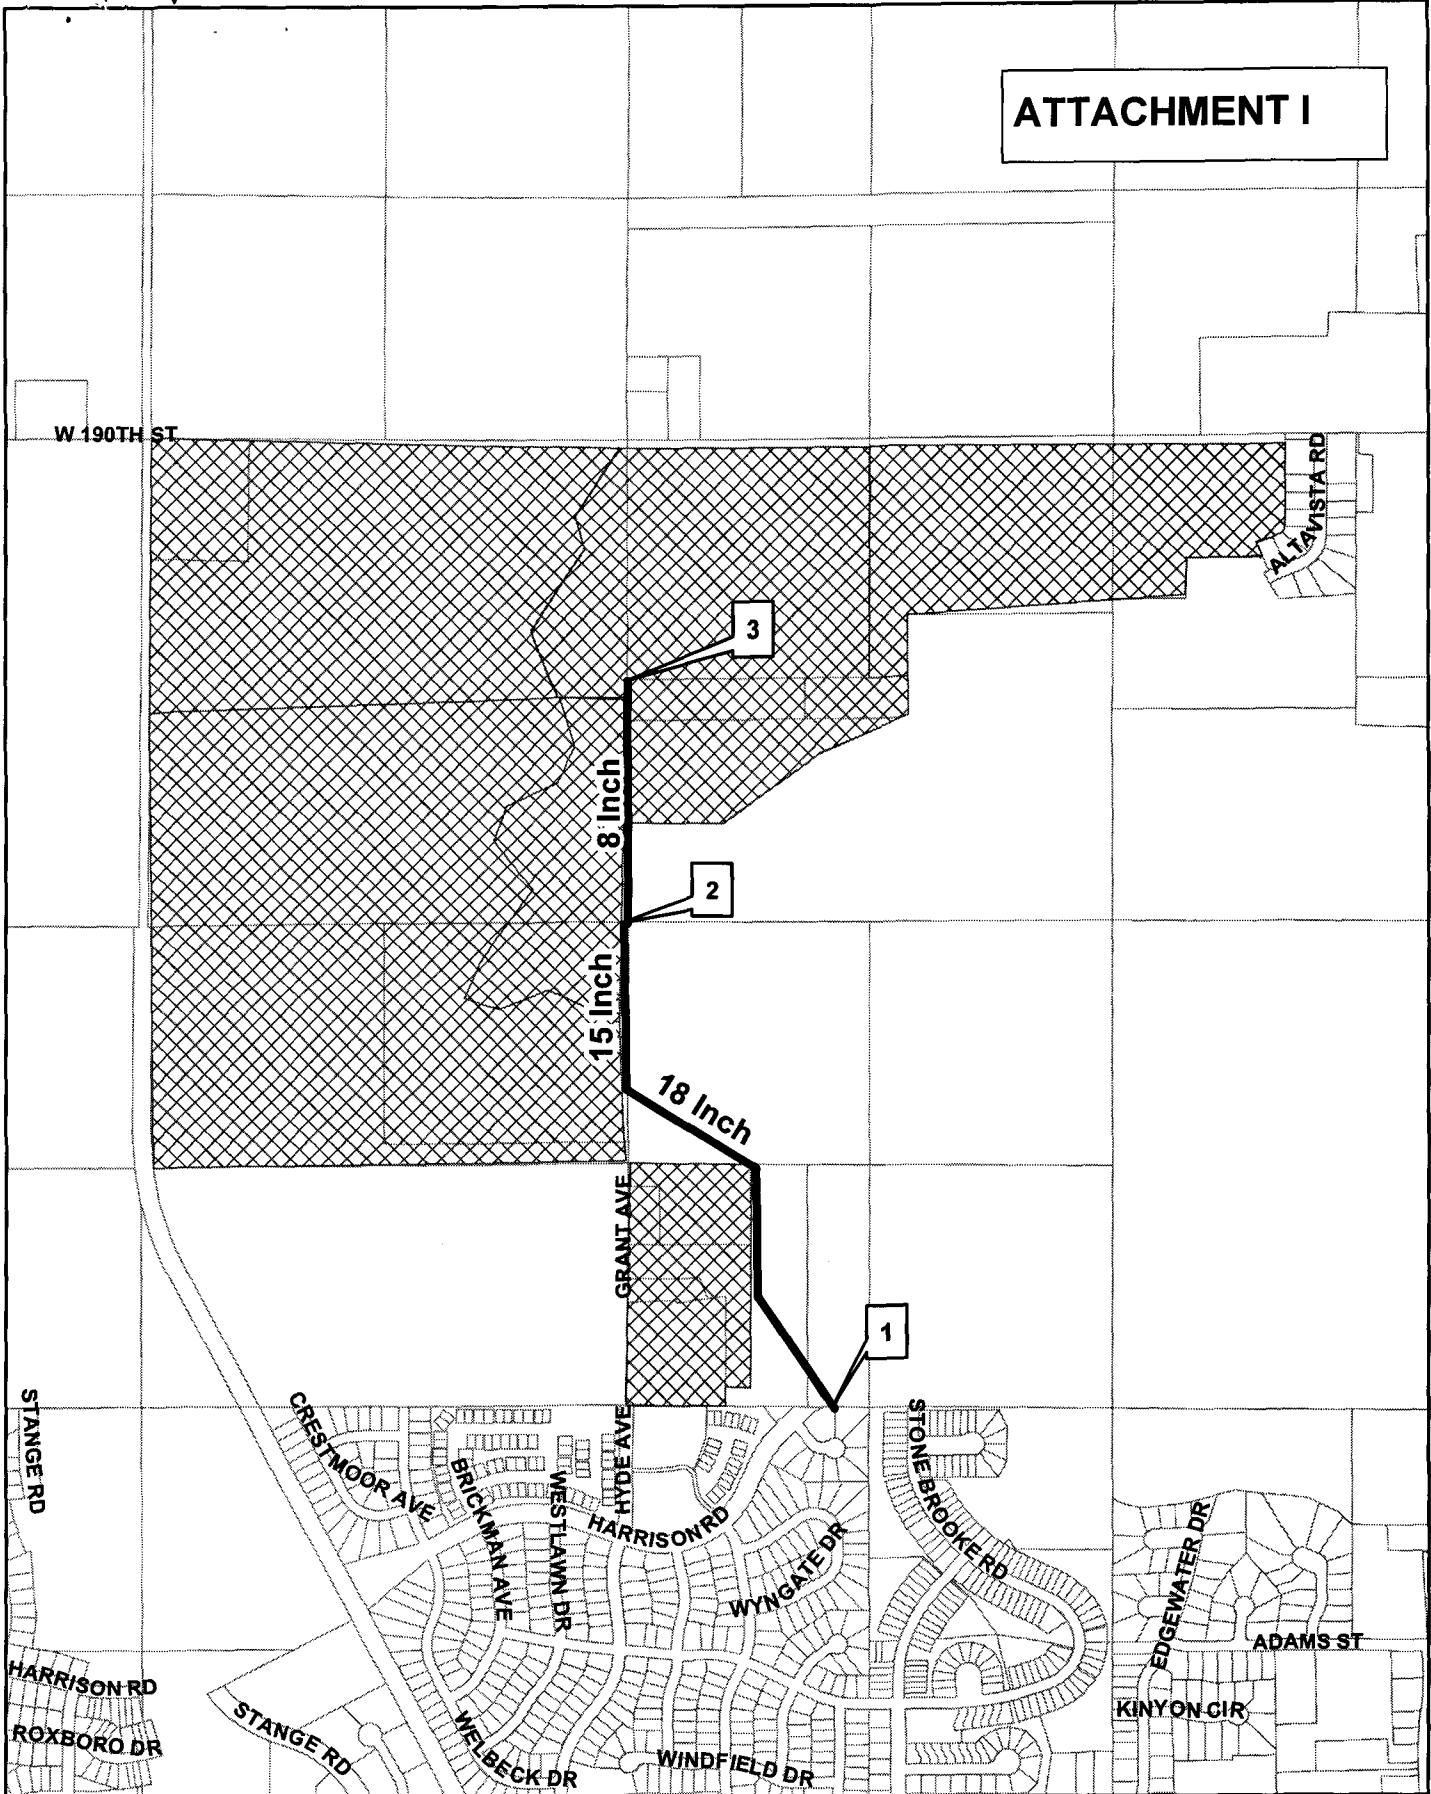 ATTACHMENT I
W 190TH ST
ALTAVISTA RD
3
8 Inch
2
15 Inch
18 Inch
GRANT AVE
1
STANGE RD
CRESTMOOR AVE
BRICKMAN AVE
WESTLAWN DR
HYDE AVE
HARRISON RD
WYNGATE DR
STONE BROOKE RD
EDGEWATER DR
ADAMS ST
HARRISON RD
ROXBORO DR
STANGE RD
WELBECK DR
WINDFIELD DR
KINYON CIR